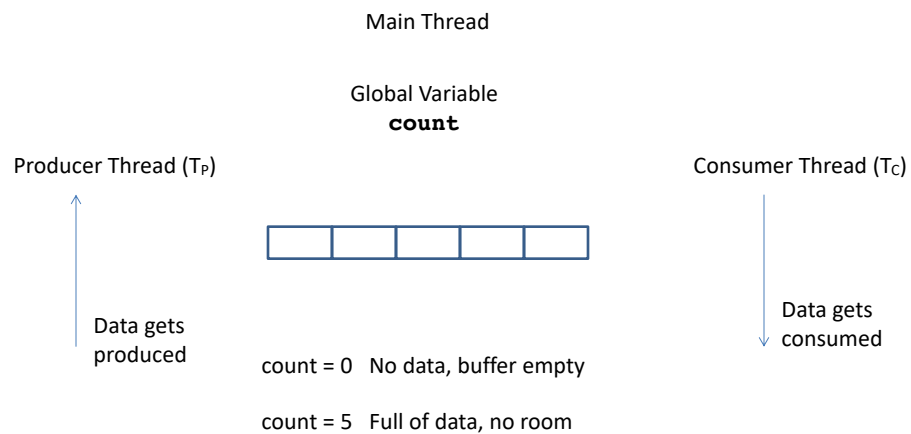 Main Thread
Global Variable
count
Producer Thread (TP)
Consumer Thread (TC)
Data gets
produced
Data gets
consumed
count = 0 No data, buffer empty
count = 5 Full of data, no room